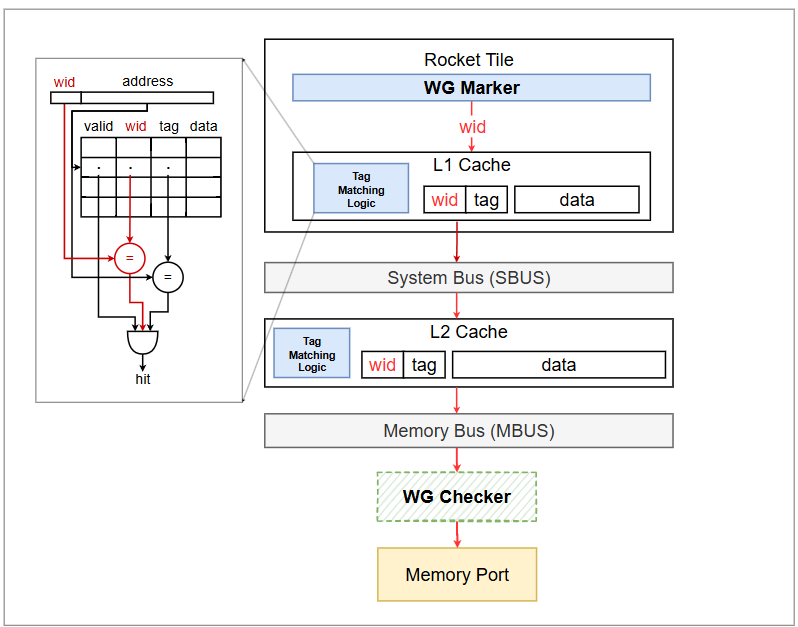 wid address
valid wid tag data
=
=
hit
Rocket Tile
WG Marker
wid
L1 Cache
Tag
Matching
Logic
wid tag data
System Bus (SBUS)
L2 Cache
Tag
Matching
Logic
wid tag data
Memory Bus (MBUS)
WG Checker
Memory Port